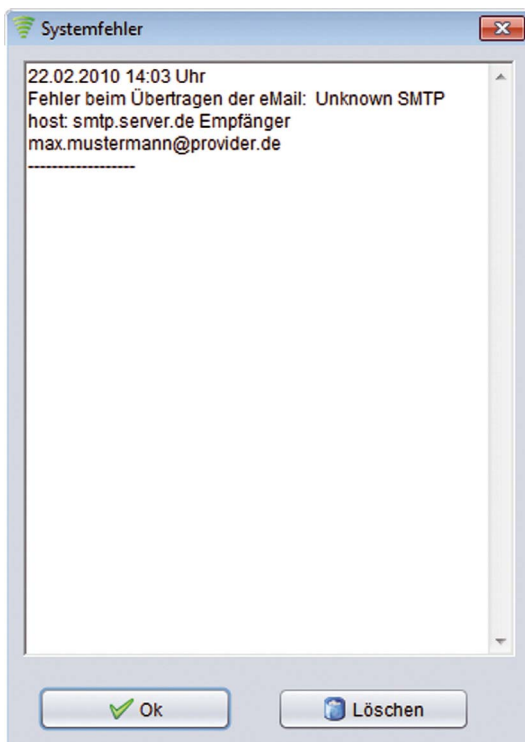 Systemfehler
22.02.2010 14:03 Uhr
Fehler beim Übertragen der eMail:  Unknown SMTP
host: smtp.server.de Empfänger
max.mustermann@provider.de
------------------
Ok
Löschen